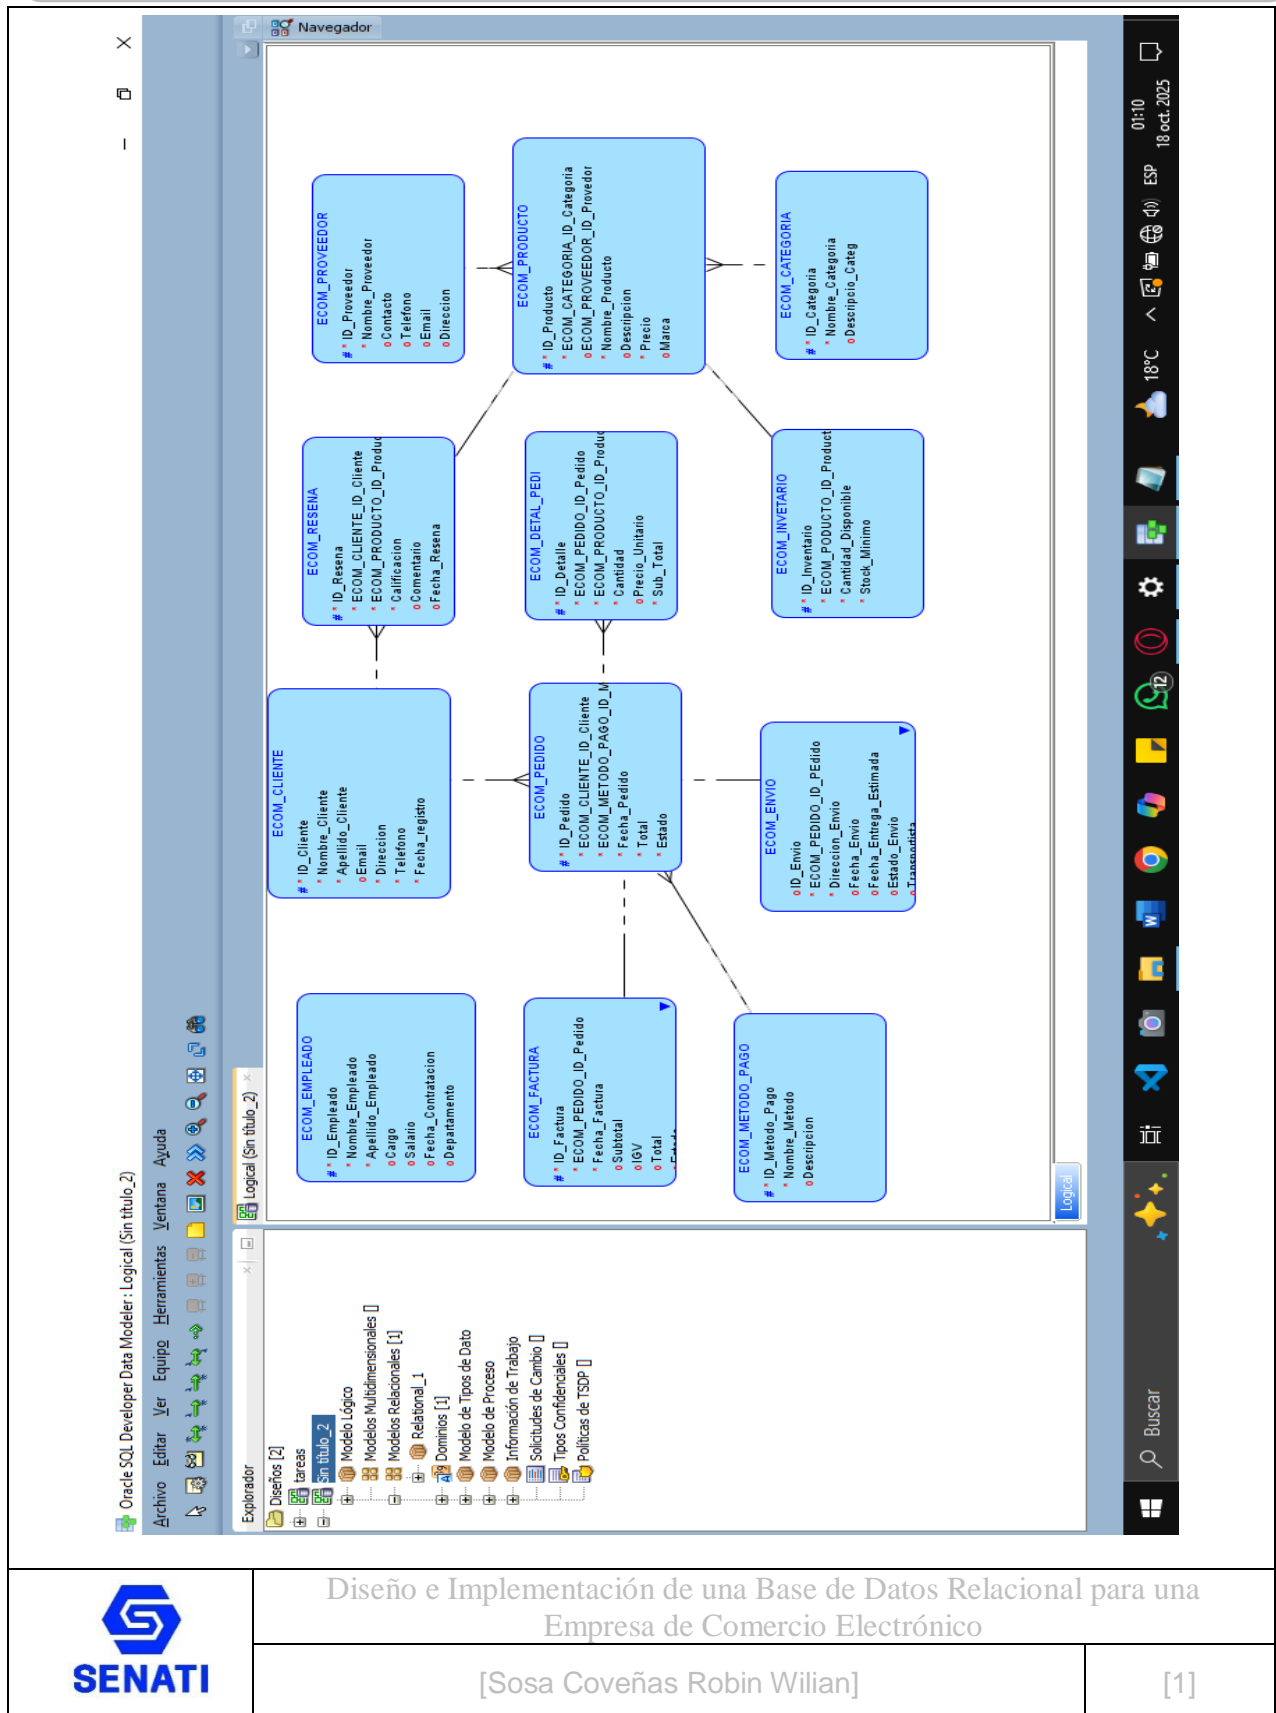 Oracle SQL Developer Data Modeler : Logical (Sin título_2)
Archivo Editar Ver Equipo Herramientas Ventana Ayuda
Explorador
Diseños [2]
tareas
Sin título_2
Modelo Lógico
Modelos Multidimensionales []
Modelos Relacionales [1]
Relational_1
Dominios [1]
Modelo de Tipos de Dato
Modelo de Proceso
Información de Trabajo
Solicitudes de Cambio []
Tipos Confidenciales []
Políticas de TSDP []
Logical (Sin título_2)
Navegador
ECOM_EMPLEADO
# * ID_Empleado
* Nombre_Empleado
* Apellido_Empleado
o Cargo
o Salario
o Fecha_Contratacion
o Departamento
ECOM_CLIENTE
# * ID_Cliente
* Nombre_Cliente
* Apellido_Cliente
o Email
* Direccion
* Telefono
* Fecha_registro
ECOM_RESENA
# * ID_Resena
* ECOM_CLIENTE_ID_Cliente
* ECOM_PRODUCTO_ID_Produc
* Calificacion
o Comentario
o Fecha_Resena
ECOM_PROVEEDOR
# * ID_Proveedor
* Nombre_Proveedor
o Contacto
o Telefono
o Email
o Direccion
ECOM_FACTURA
# * ID_Factura
* ECOM_PEDIDO_ID_Pedido
* Fecha_Factura
o Subtotal
o IGV
o Total
o Estado
ECOM_PEDIDO
# * ID_Pedido
* ECOM_CLIENTE_ID_Cliente
* ECOM_METODO_PAGO_ID_M
* Fecha_Pedido
* Total
* Estado
ECOM_DETAL_PEDI
# * ID_Detalle
* ECOM_PEDIDO_ID_Pedido
* ECOM_PRODUCTO_ID_Produc
* Cantidad
o Precio_Unitario
* Sub_Total
ECOM_PRODUCTO
# * ID_Producto
* ECOM_CATEGORIA_ID_Categoria
o ECOM_PROVEEDOR_ID_Provedor
* Nombre_Producto
o Descripcion
* Precio
o Marca
ECOM_METODO_PAGO
# * ID_Metodo_Pago
* Nombre_Metodo
o Descripcion
ECOM_ENVIO
o ID_Envio
* ECOM_PEDIDO_ID_PEdido
* Direccion_Envio
o Fecha_Envio
o Fecha_Entrega_Estimada
o Estado_Envio
o Transportista
ECOM_INVETARIO
# * ID_Inventario
* ECOM_PODUCTO_ID_Product
* Cantidad_Disponible
* Stock_Minimo
ECOM_CATEGORIA
# * ID_Categoria
* Nombre_Categoria
o Descripcio_Categ
Logical
Buscar
12
18°C
ESP
01:10
18 oct. 2025
SENATI
Diseño e Implementación de una Base de Datos Relacional para una
Empresa de Comercio Electrónico
[Sosa Coveñas Robin Wilian]
[1]